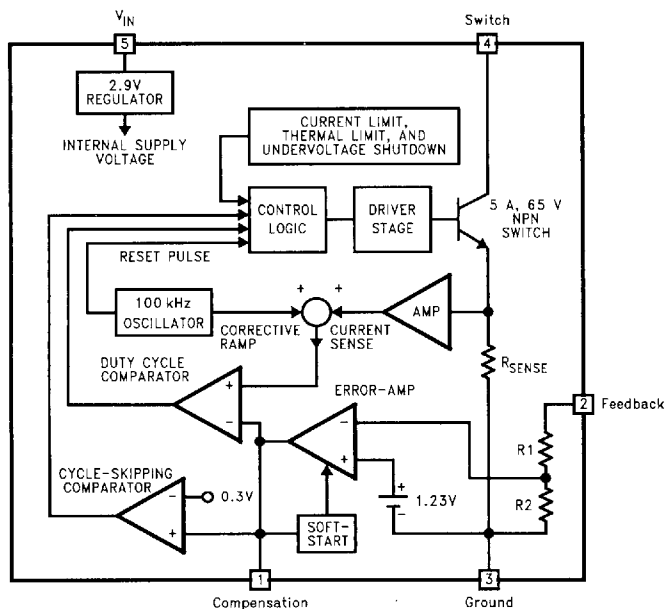 VIN
Switch
5
4
2.9V
REGULATOR
INTERNAL SUPPLY
VOLTAGE
CURRENT LIMIT,
THERMAL LIMIT, AND
UNDERVOLTAGE SHUTDOWN
CONTROL
LOGIC
DRIVER
STAGE
5 A, 65 V
NPN
SWITCH
RESET PULSE
100 kHz
OSCILLATOR
+
+
AMP
CORRECTIVE
RAMP
CURRENT
SENSE
RSENSE
DUTY CYCLE
COMPARATOR
+
-
ERROR-AMP
-
+
2
Feedback
R1
R2
CYCLE-SKIPPING
COMPARATOR
-
+
0.3V
SOFT-
START
+
-
1.23V
1
3
Compensation
Ground